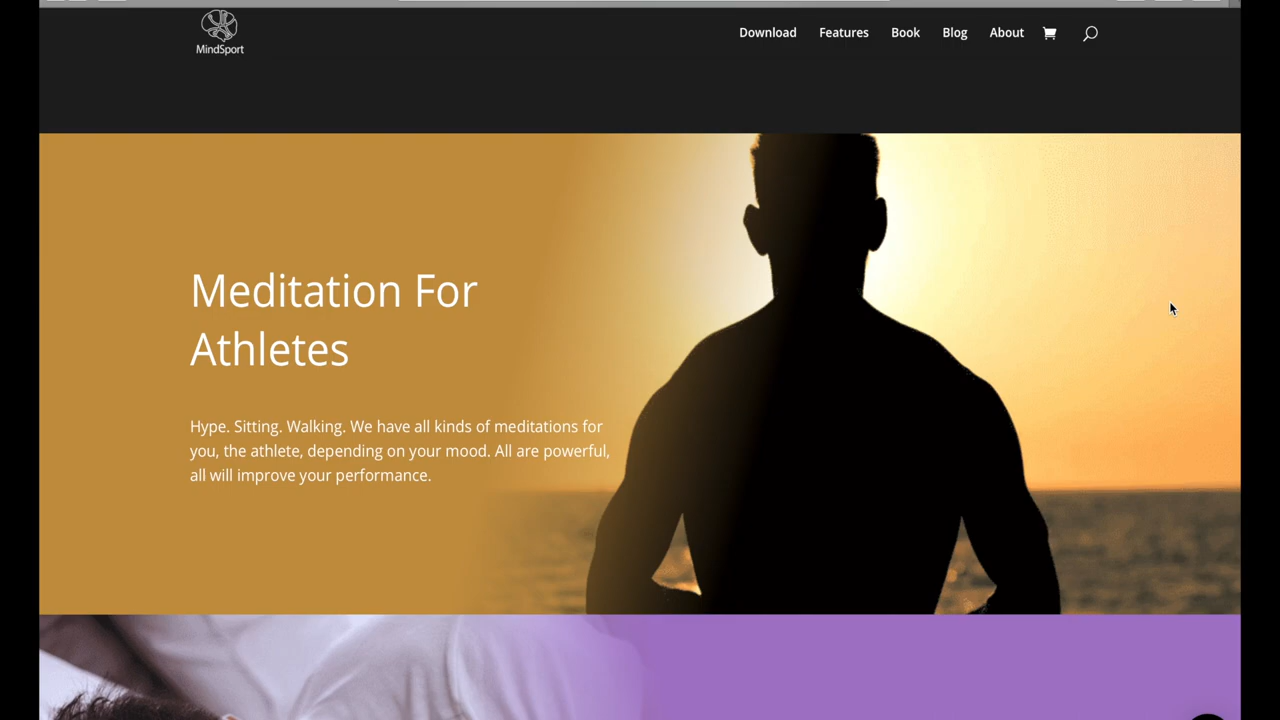 MindSport
Download
Features
Book
Blog
About
Meditation For
Athletes
Hype. Sitting. Walking. We have all kinds of meditations for
you, the athlete, depending on your mood. All are powerful,
all will improve your performance.